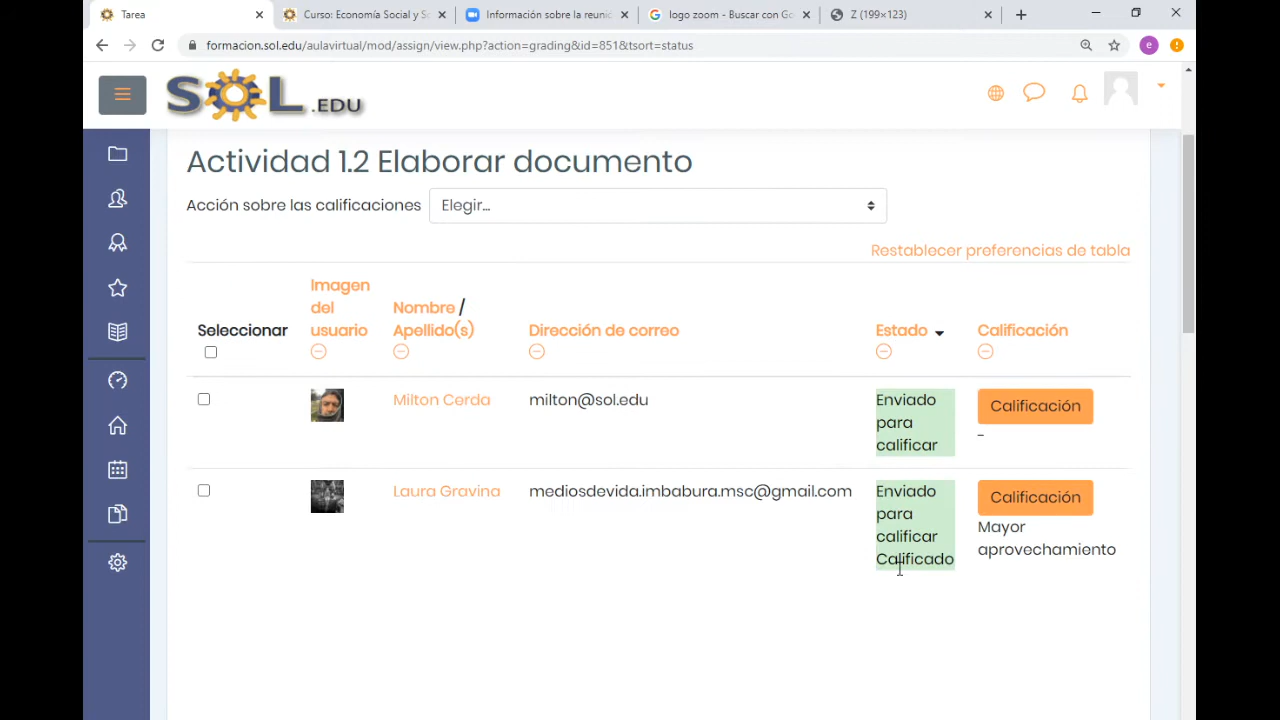 Tarea
Curso: Economía Social y So
Información sobre la reunió
logo zoom - Buscar con Go
Z (199×123)
formacion.sol.edu/aulavirtual/mod/assign/view.php?action=grading&id=851&tsort=status
e
SOL.EDU
Actividad 1.2 Elaborar documento
Acción sobre las calificaciones
Elegir...
Restablecer preferencias de tabla
Seleccionar
Imagen
del
usuario
Nombre /
Apellido(s)
Dirección de correo
Estado
Calificación
Milton Cerda
milton@sol.edu
Enviado
para
calificar
Calificación
-
Laura Gravina
mediosdevida.imbabura.msc@gmail.com
Enviado
para
calificar
Calificado
Calificación
Mayor
aprovechamiento